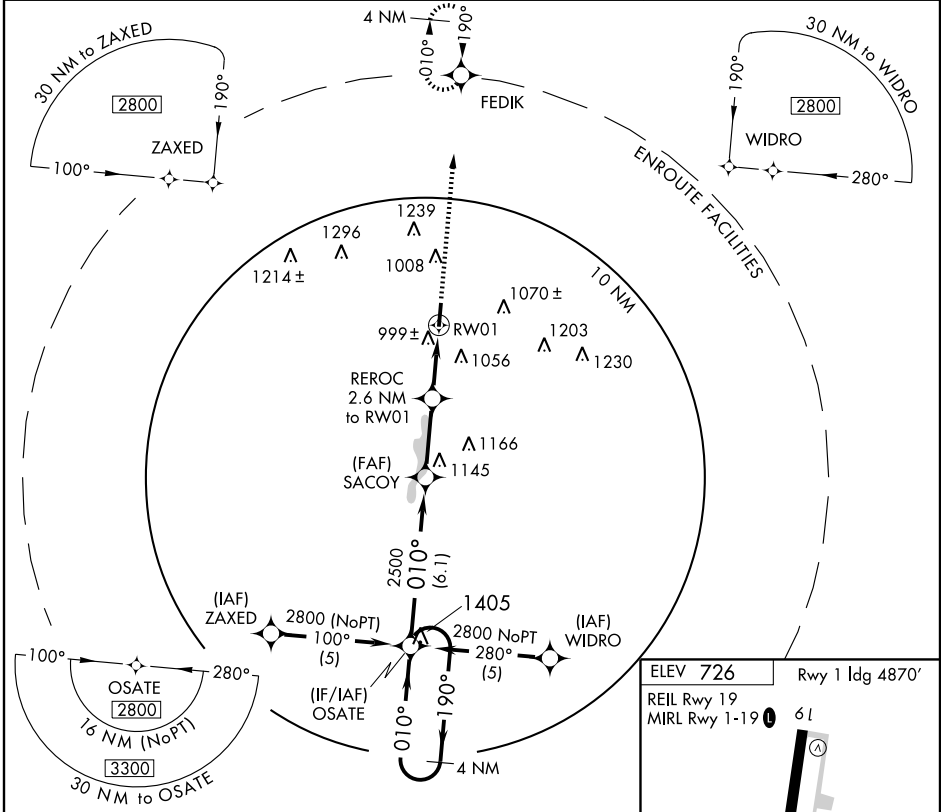 4 NM
190°
010°
FEDIK
30 NM to ZAXED
2800
190°
ZAXED
100°
30 NM to WIDRO
190°
2800
WIDRO
280°
ENROUTE FACILITIES
10 NM
1239
1296
1214 ±
1008
1070 ±
RW01
999 ±
1203
1056
1230
REROC
2.6 NM
to RW01
1166
(FAF)
SACOY
1145
2500
010°
(6.1)
(IAF)
ZAXED
2800 (NoPT)
100°
(5)
1405
2800 NoPT
280°
(5)
(IAF)
WIDRO
(IF/IAF)
OSATE
010°
190°
4 NM
100°
280°
OSATE
2800
16 NM (NoPT)
3300
30 NM to OSATE
ELEV 726
Rwy 1 ldg 4870'
REIL Rwy 19
MIRL Rwy 1-19 L
19
V